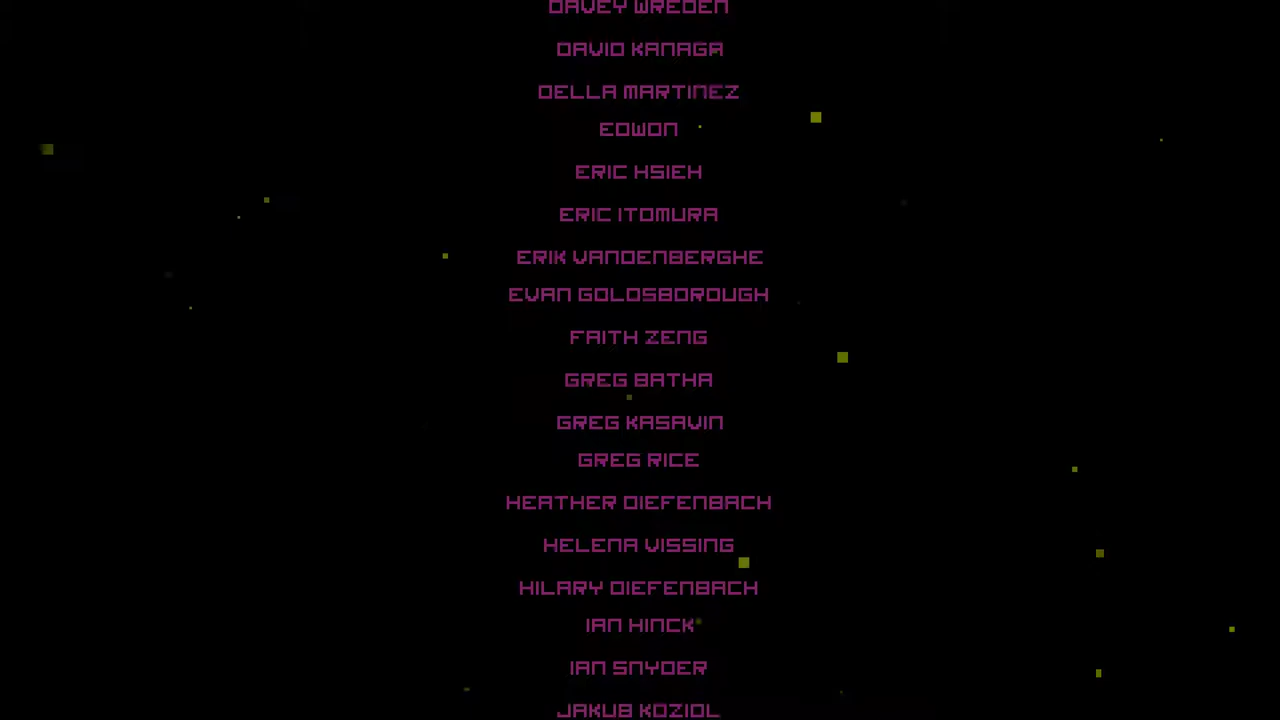 DAVEY WREDEN
DAVID KANAGA
DELLA MARTINEZ
EDWON
ERIC HSIEH
ERIC ITOMURA
ERIK VANDENBERGHE
EVAN GOLDSBOROUGH
FAITH ZENG
GREG BATHA
GREG KASAVIN
GREG RICE
HEATHER DIEFENBACH
HELENA VISSING
HILARY DIEFENBACH
IAN HINCK
IAN SNYDER
JAKUB KOZIOL